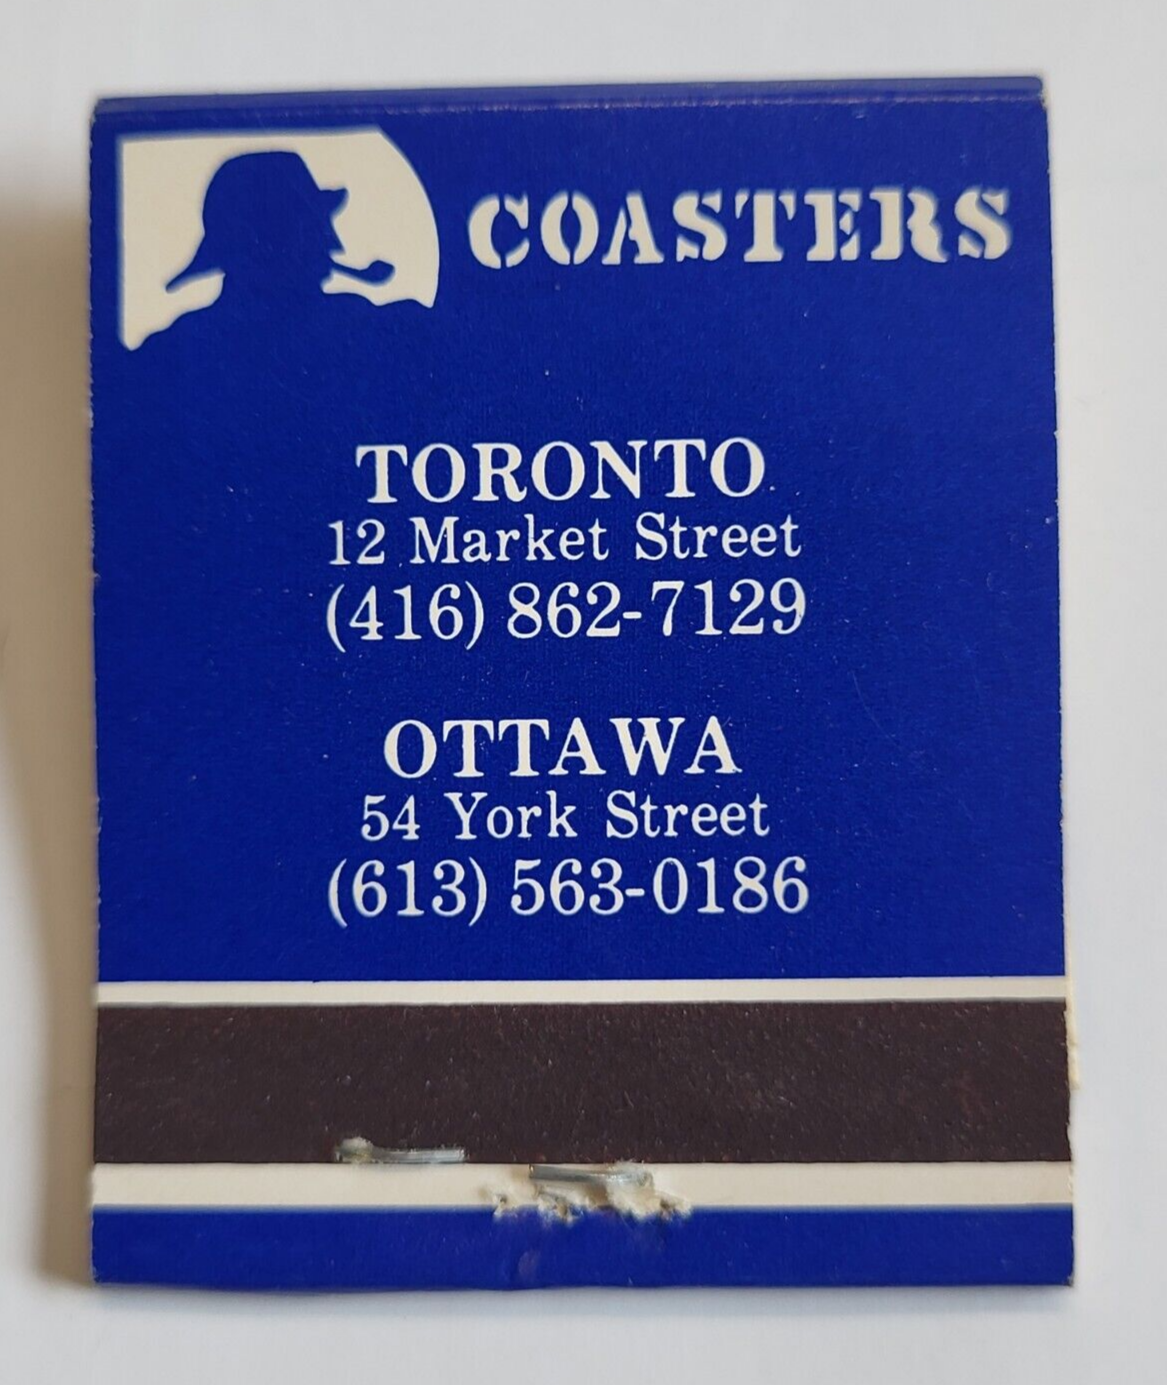 COASTERS
TORONTO
12 Market Street
(416) 862-7129
OTTAWA
54 York Street
(613) 563-0186